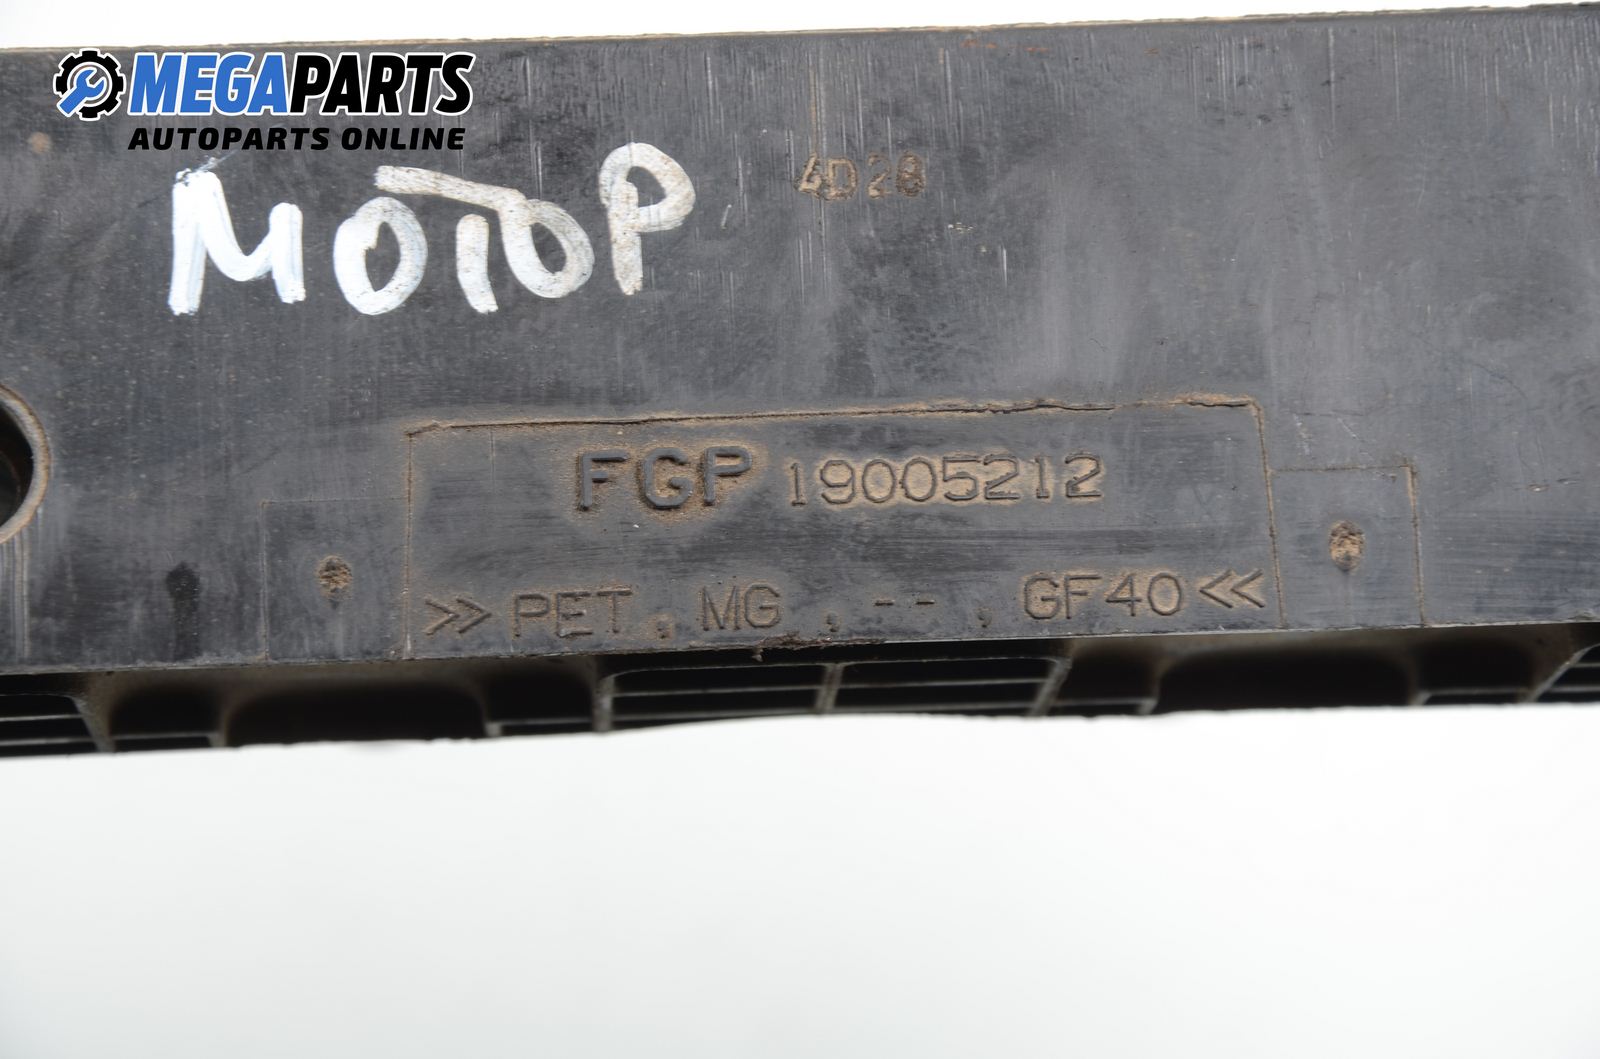 MEGAPARTS
AUTOPARTS ONLINE
МОТОР
4D28
FGP 19005212
>> PET, MG, --, GF40 <<